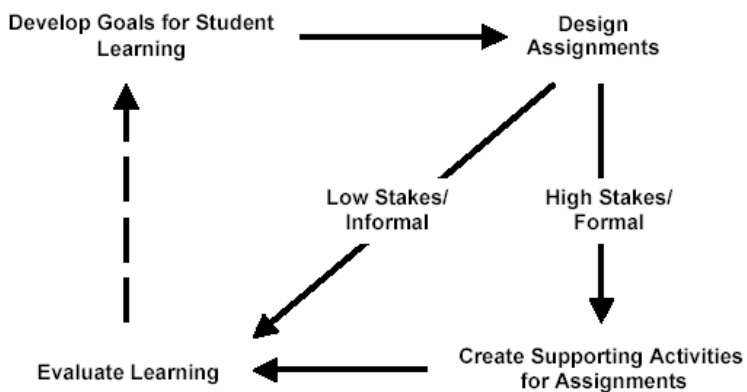 Develop Goals for Student
Learning
Design
Assignments
Low Stakes/
Informal
High Stakes/
Formal
Evaluate Learning
Create Supporting Activities
for Assignments